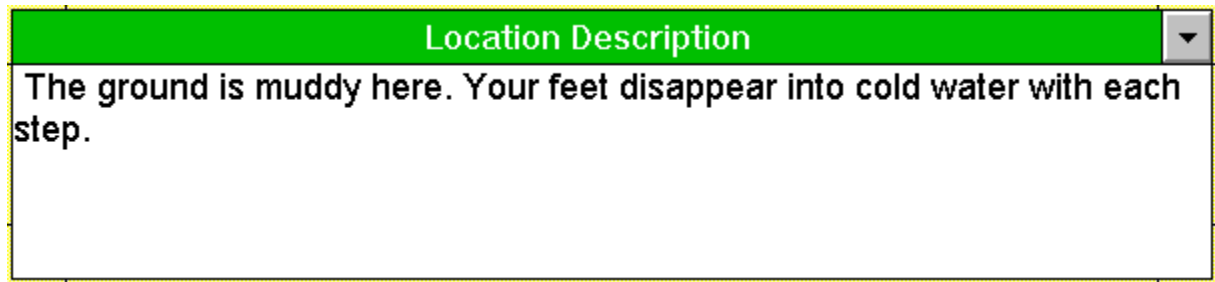 Location Description
The ground is muddy here. Your feet disappear into cold water with each
step.